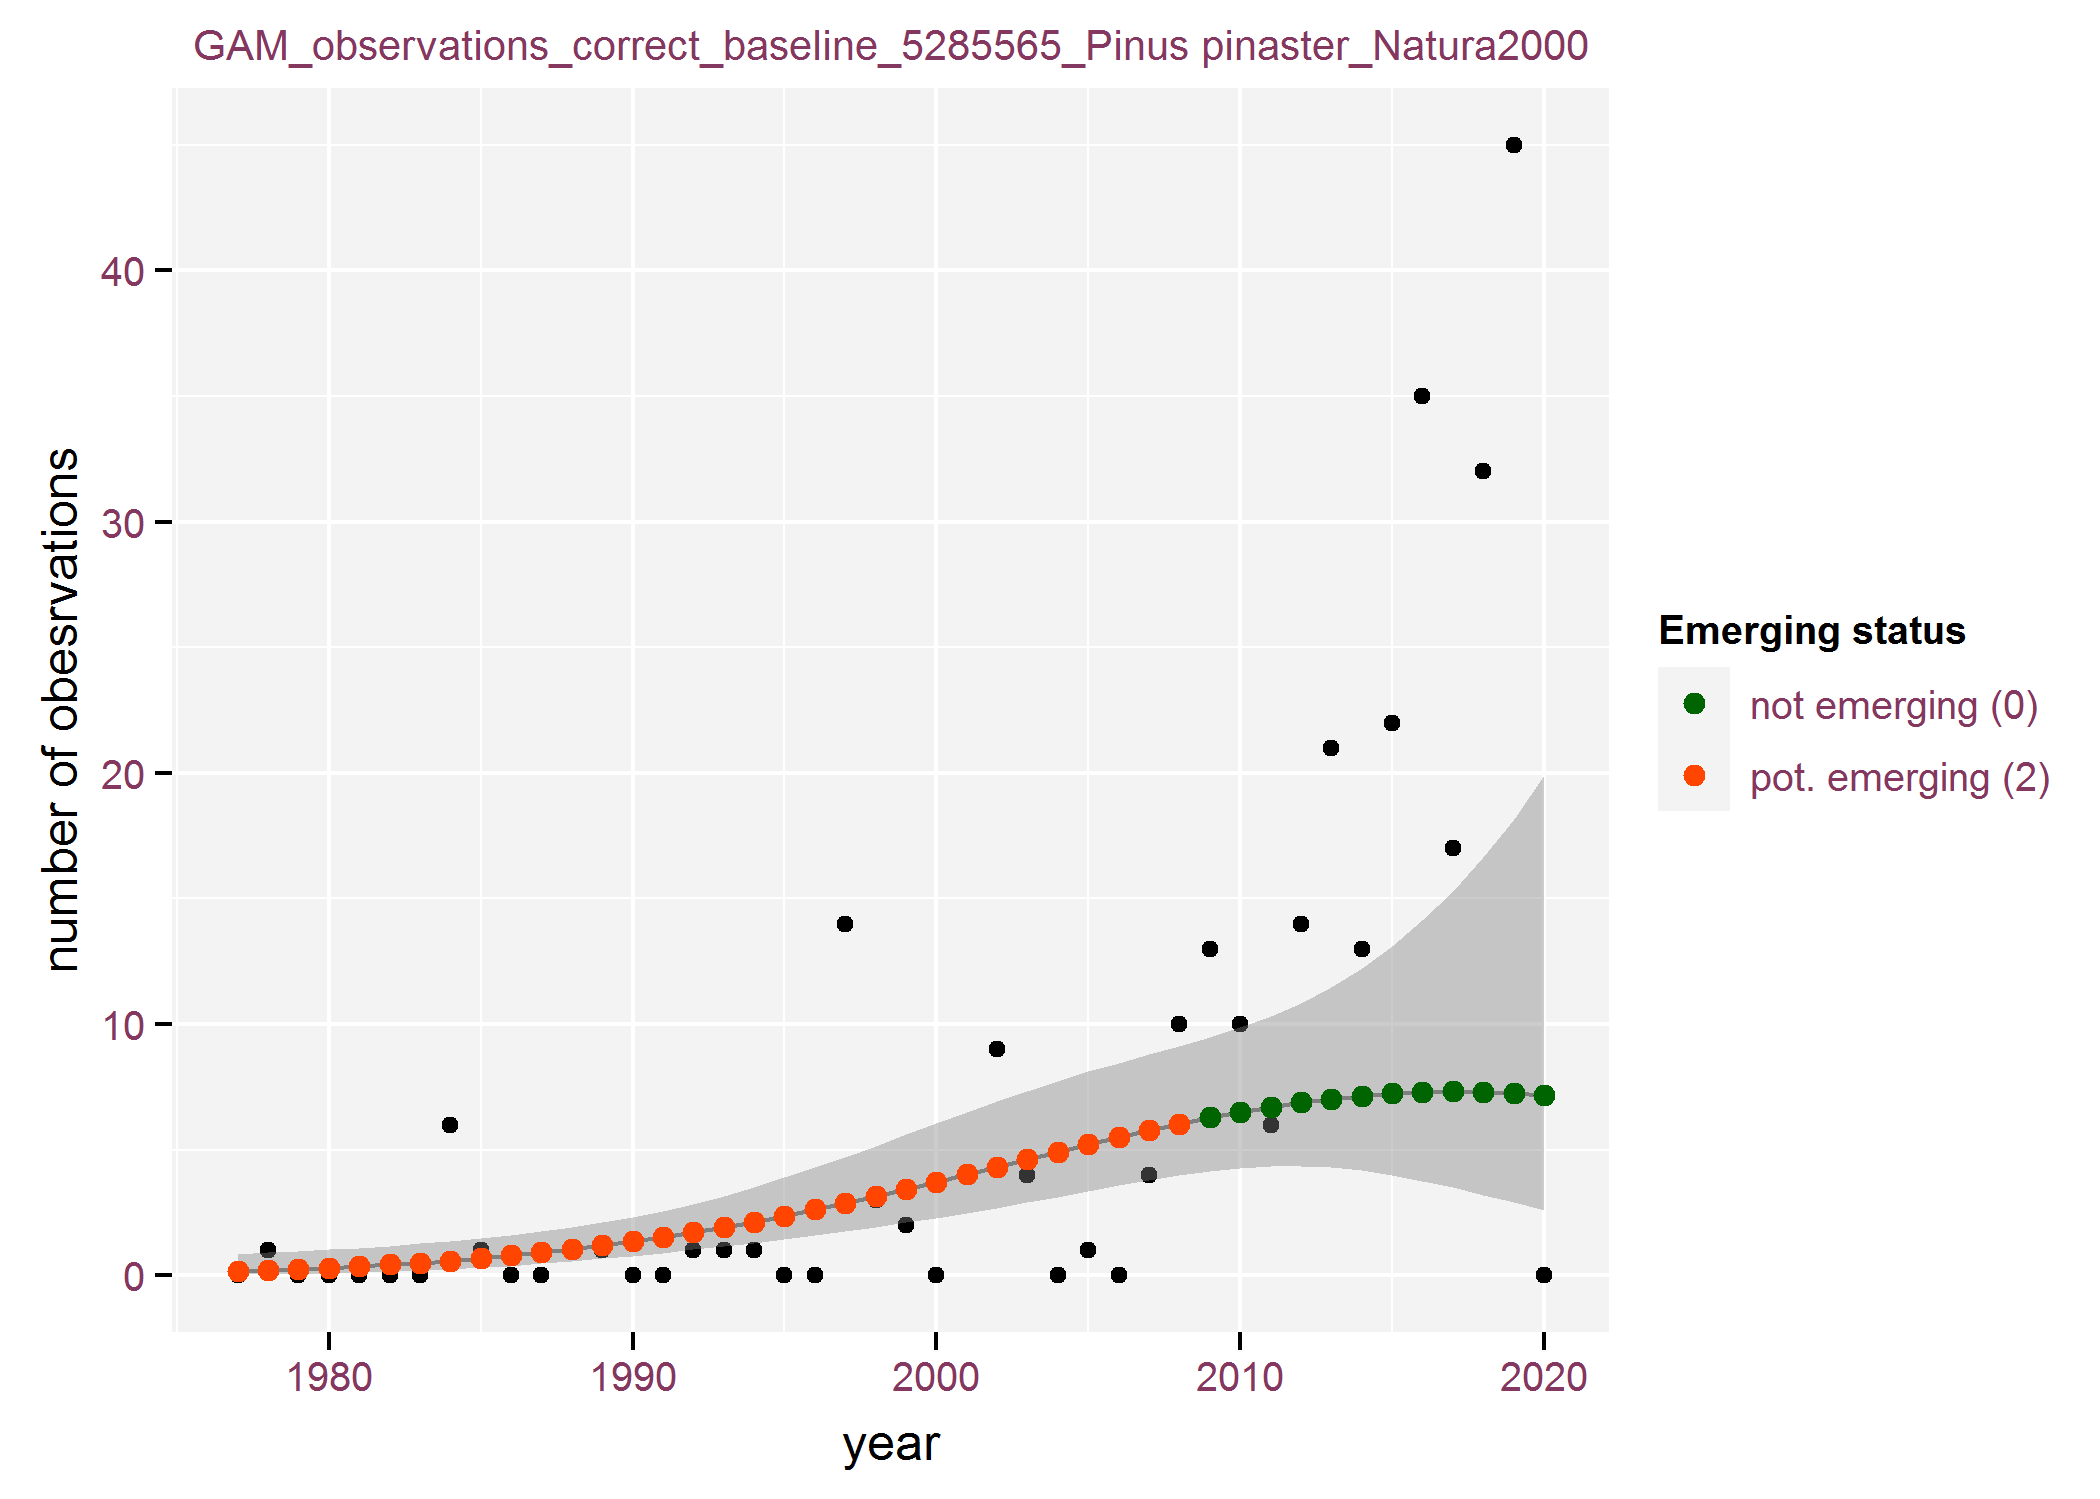 GAM_observations_correct_baseline_5285565_Pinus pinaster_Natura2000
number of obesrvations
40
30
20
10
0
1980 1990 2000 2010 2020
year
Emerging status
not emerging (0)
pot. emerging (2)